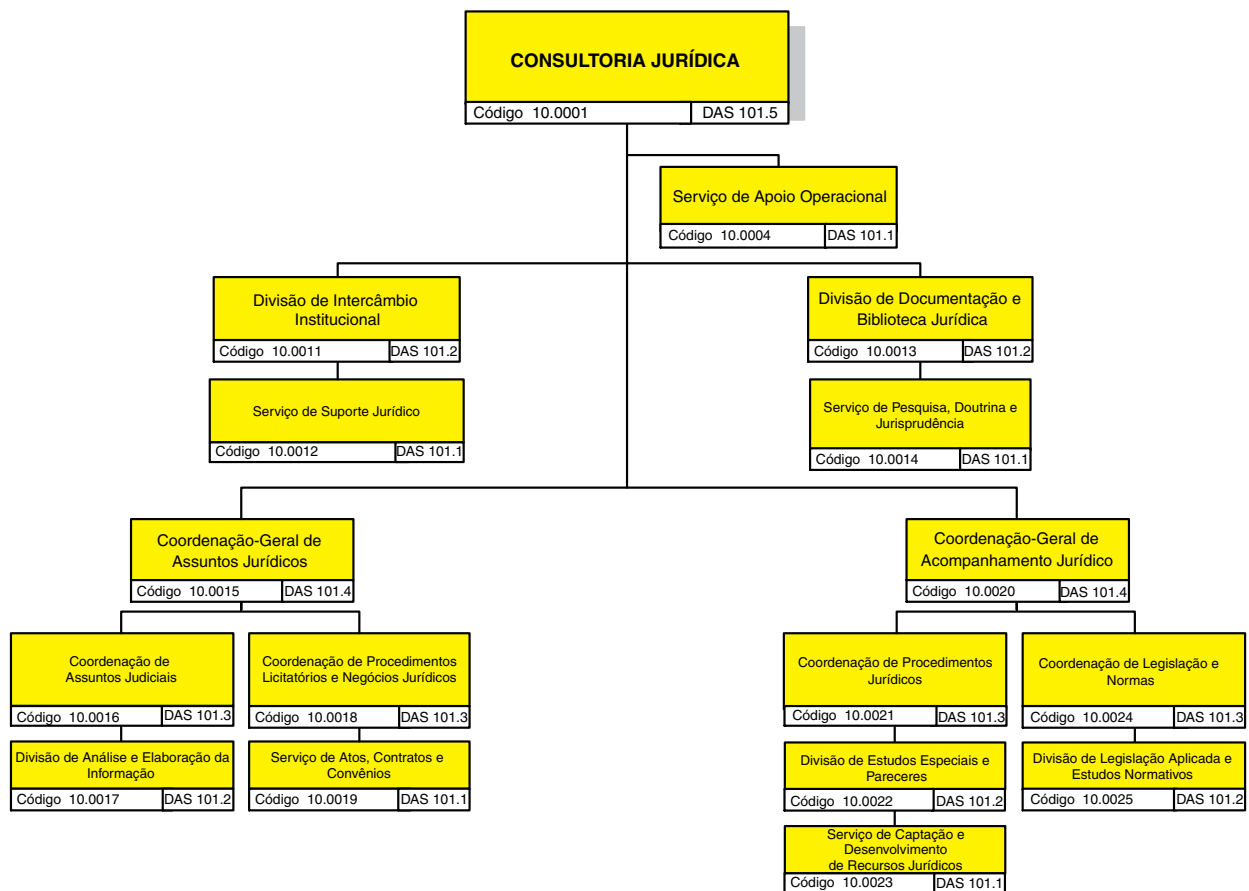 CONSULTORIA JURÍDICA
Código 10.0001 DAS 101.5
Serviço de Apoio Operacional
Código 10.0004 DAS 101.1
Divisão de Intercâmbio
Institucional
Código 10.0011 DAS 101.2
Divisão de Documentação e
Biblioteca Jurídica
Código 10.0013 DAS 101.2
Serviço de Suporte Jurídico
Código 10.0012 DAS 101.1
Serviço de Pesquisa, Doutrina e
Jurisprudência
Código 10.0014 DAS 101.1
Coordenação-Geral de
Assuntos Jurídicos
Código 10.0015 DAS 101.4
Coordenação-Geral de
Acompanhamento Jurídico
Código 10.0020 DAS 101.4
Coordenação de
Assuntos Judiciais
Código 10.0016 DAS 101.3
Coordenação de Procedimentos
Licitatórios e Negócios Jurídicos
Código 10.0018 DAS 101.3
Coordenação de Procedimentos
Jurídicos
Código 10.0021 DAS 101.3
Coordenação de Legislação e
Normas
Código 10.0024 DAS 101.3
Divisão de Análise e Elaboração da
Informação
Código 10.0017 DAS 101.2
Serviço de Atos, Contratos e
Convênios
Código 10.0019 DAS 101.1
Divisão de Estudos Especiais e
Pareceres
Código 10.0022 DAS 101.2
Divisão de Legislação Aplicada e
Estudos Normativos
Código 10.0025 DAS 101.2
Serviço de Captação e
Desenvolvimento
de Recursos Jurídicos
Código 10.0023 DAS 101.1